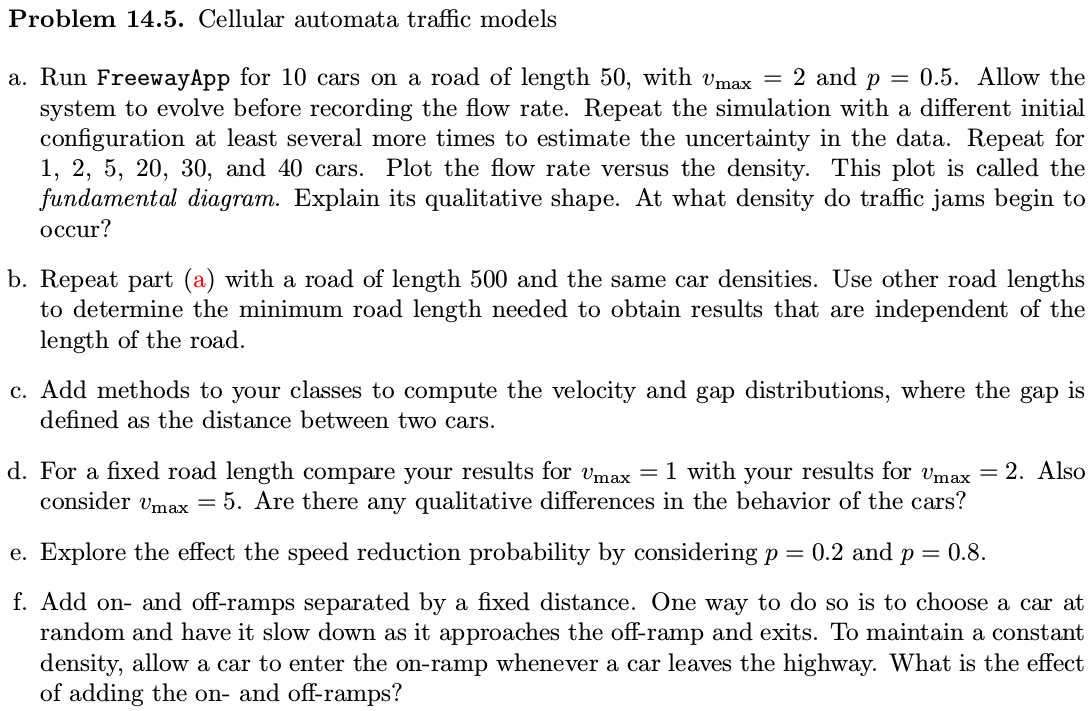 Problem 14.5. Cellular automata traffic models
a. Run FreewayApp for 10 cars on a road of length 50, with vmax = 2 and p = 0.5. Allow the
system to evolve before recording the flow rate. Repeat the simulation with a different initial
configuration at least several more times to estimate the uncertainty in the data. Repeat for
1, 2, 5, 20, 30, and 40 cars. Plot the flow rate versus the density. This plot is called the
fundamental diagram. Explain its qualitative shape. At what density do traffic jams begin to
occur?
b. Repeat part (a) with a road of length 500 and the same car densities. Use other road lengths
to determine the minimum road length needed to obtain results that are independent of the
length of the road.
c. Add methods to your classes to compute the velocity and gap distributions, where the gap is
defined as the distance between two cars.
d. For a fixed road length compare your results for vmax = 1 with your results for vmax = 2. Also
consider vmax = 5. Are there any qualitative differences in the behavior of the cars?
e. Explore the effect the speed reduction probability by considering p = 0.2 and p = 0.8.
f. Add on- and off-ramps separated by a fixed distance. One way to do so is to choose a car at
random and have it slow down as it approaches the off-ramp and exits. To maintain a constant
density, allow a car to enter the on-ramp whenever a car leaves the highway. What is the effect
of adding the on- and off-ramps?